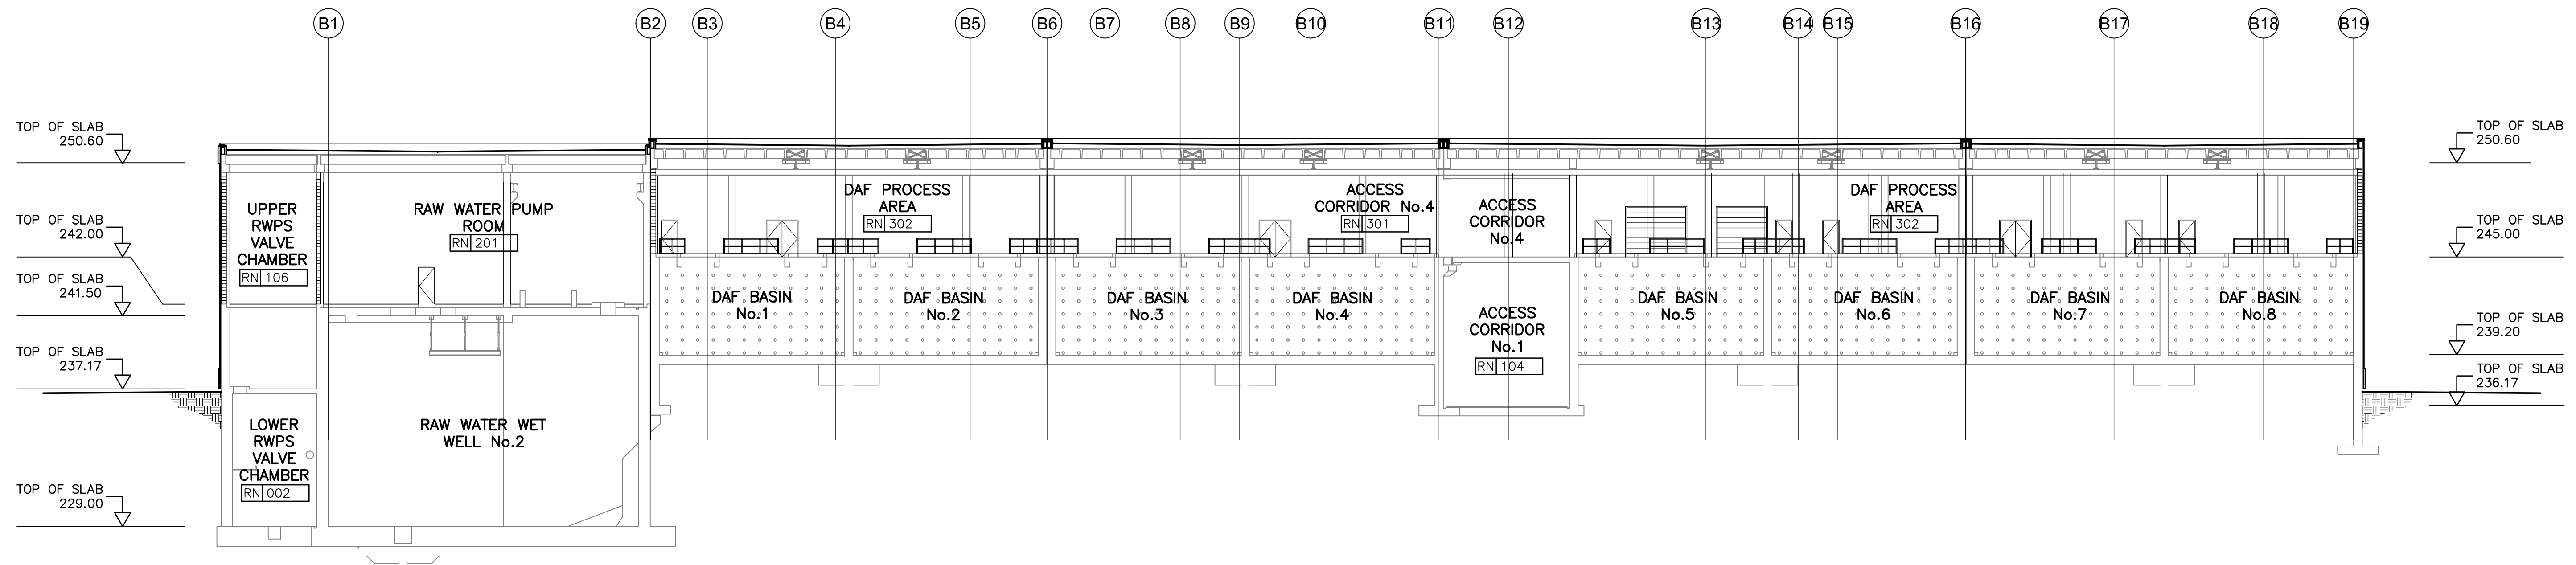 B1 B2 B3 B4 B5 B6 B7 B8 B9 B10 B11 B12 B13 B14 B15 B16 B17 B18 B19
TOP OF SLAB
250.60
TOP OF SLAB
242.00
TOP OF SLAB
241.50
TOP OF SLAB
237.17
TOP OF SLAB
229.00
UPPER
RWPS
VALVE
CHAMBER
RN 106
RAW WATER PUMP
ROOM
RN 201
LOWER
RWPS
VALVE
CHAMBER
RN 002
RAW WATER WET
WELL No.2
DAF PROCESS
AREA
RN 302
ACCESS
CORRIDOR No.4
RN 301
ACCESS
CORRIDOR
No.4
DAF PROCESS
AREA
RN 302
DAF BASIN
No.1
DAF BASIN
No.2
DAF BASIN
No.3
DAF BASIN
No.4
ACCESS
CORRIDOR
No.1
RN 104
DAF BASIN
No.5
DAF BASIN
No.6
DAF BASIN
No.7
DAF BASIN
No.8
TOP OF SLAB
250.60
TOP OF SLAB
245.00
TOP OF SLAB
239.20
TOP OF SLAB
236.17